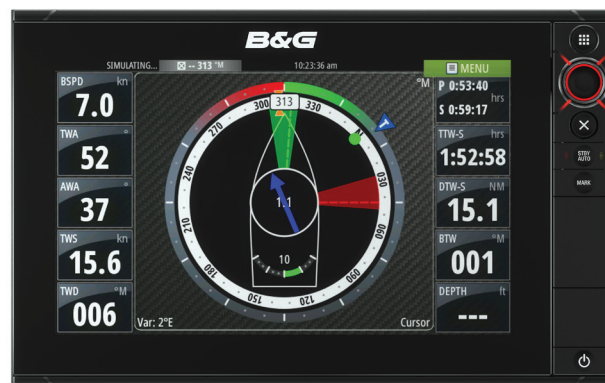 B&G
SIMULATING...
-- 313 °M
10:23:36 am
MENU
BSPD kn
7.0
TWA °
52
AWA °
37
TWS kn
15.6
TWD °M
006
°M
300 313 330
N
030
060
090
120
150
180
210
240
270
T
1.1
10
Var: 2°E
Cursor
P 0:53:40
hrs
S 0:59:17
TTW-S hrs
1:52:58
DTW-S NM
15.1
BTW °M
001
DEPTH ft
---
STBY
AUTO
MARK